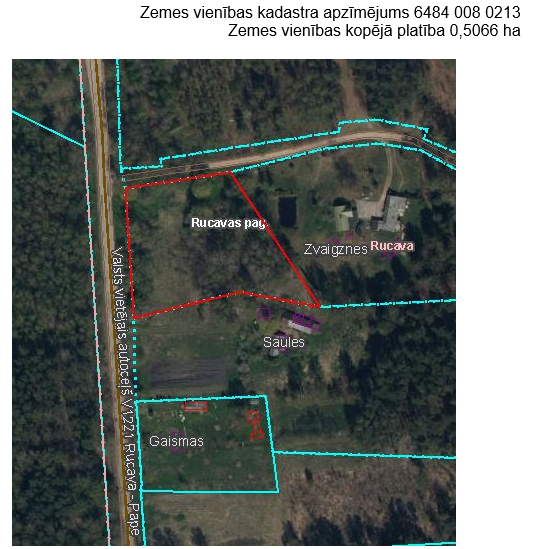 Zemes vienības kadastra apzīmējums 6484 008 0213
Zemes vienības kopējā platība 0,5066 ha
Rucavas pag.
Zvaigznes
Rucava
Valsts vietējais autoceļš V1221 Rucava - Pape
Saules
Gaismas